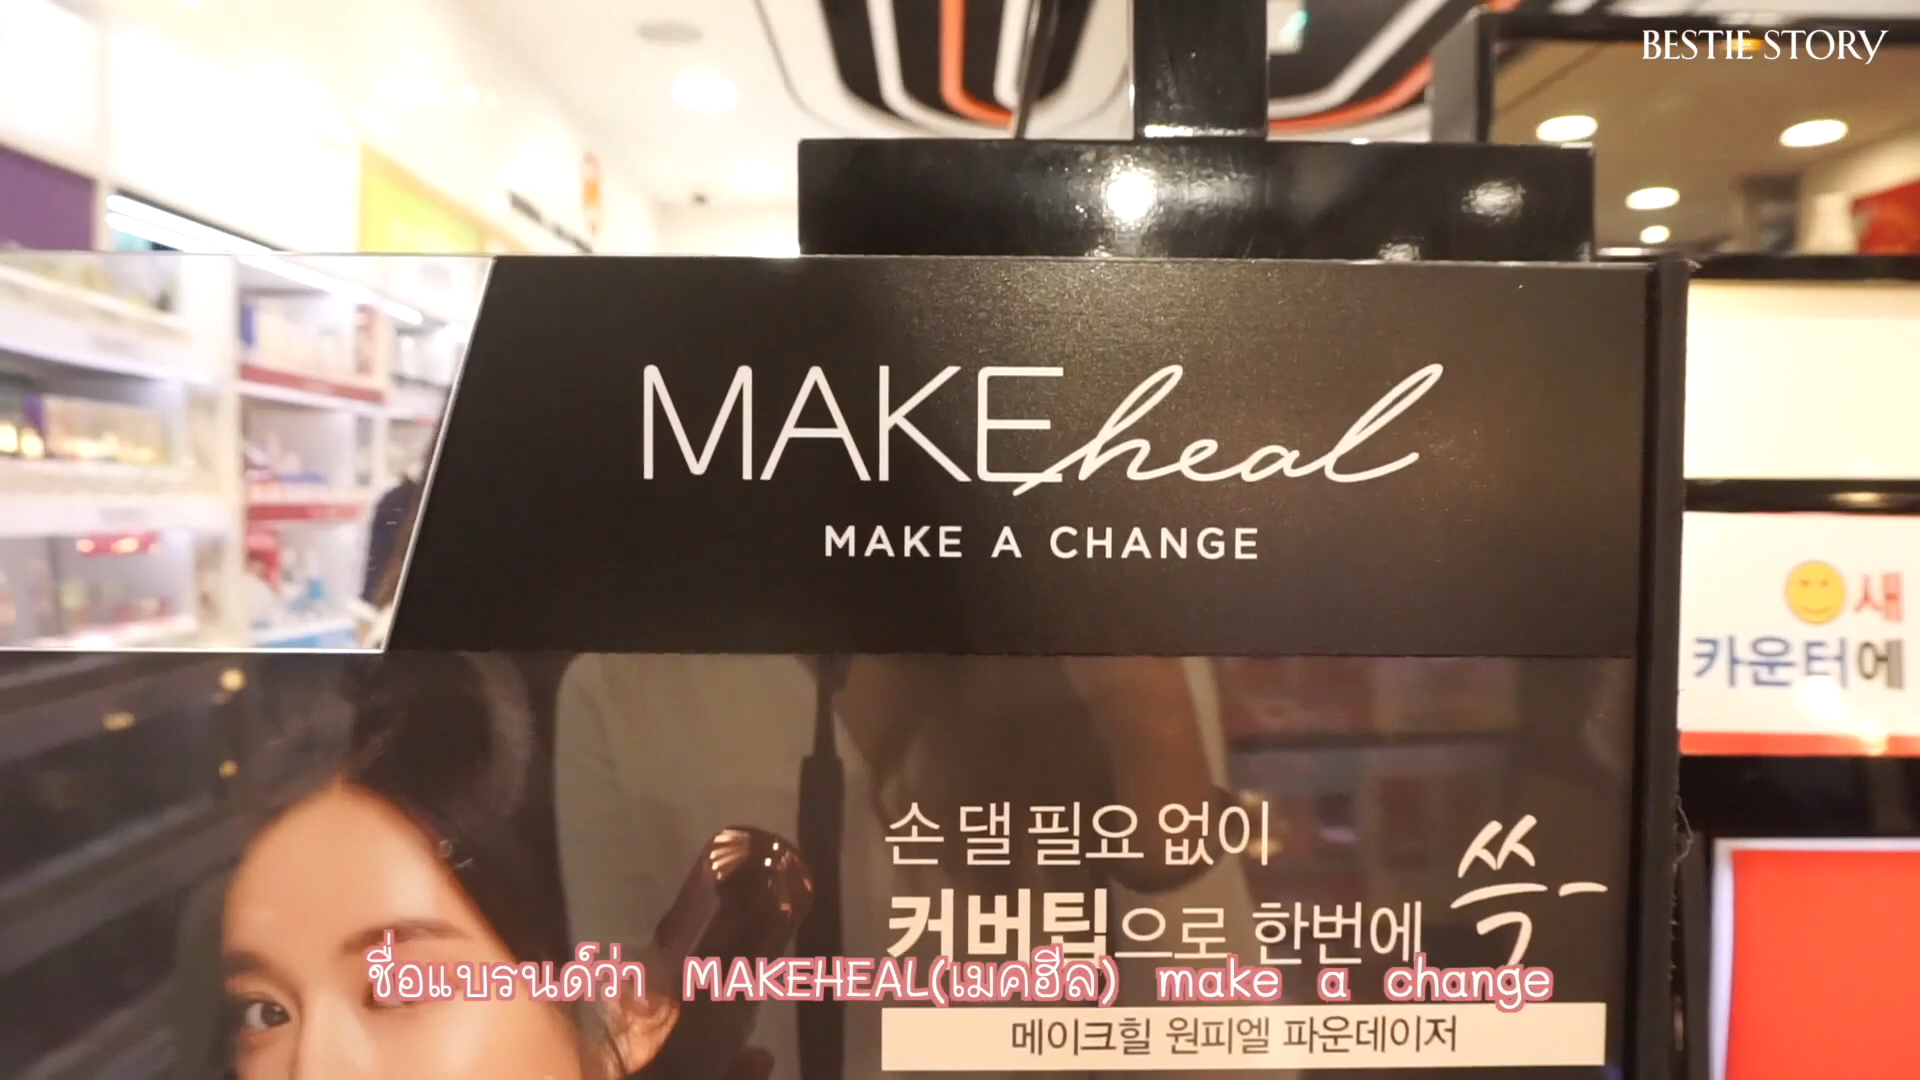 BESTIE STORY
MAKEheal
MAKE A CHANGE
새
카운터에
손 댈 필요 없이
커버팁으로 한번에
쓱-
ชื่อแบรนด์ว่า MAKEHEAL(เมคฮีล) make a change
메이크힐 원피엘 파운데이저